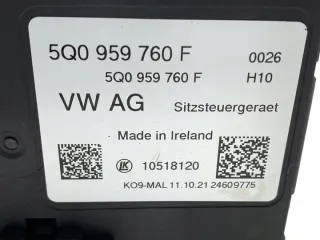 5Q0 959 760 F 0026
5Q0 959 760 F H10
VW AG Sitzsteuergeraet
Made in Ireland
LK 10518120
KO9-MAL 11.10.21 24609775